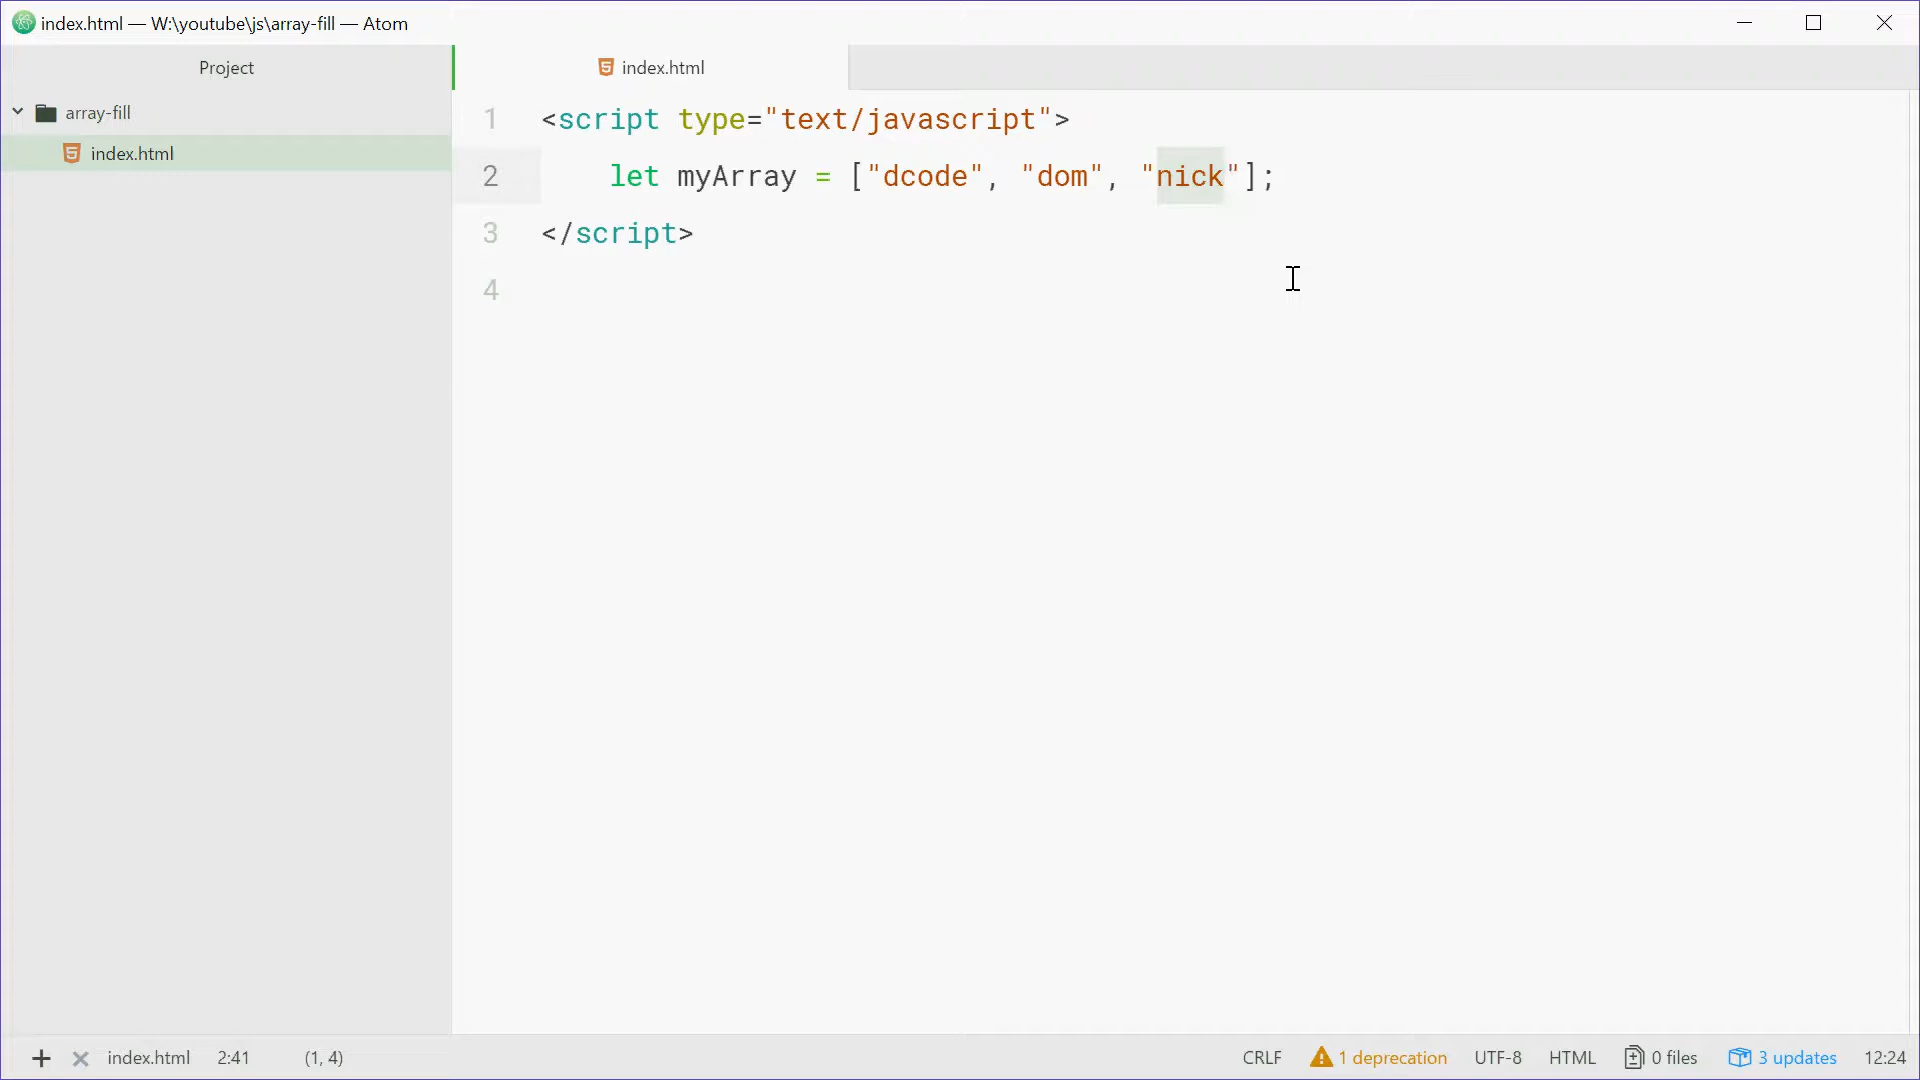 index.html — W:\youtube\js\array-fill — Atom
Project
index.html
array-fill
index.html
1 <script type="text/javascript">
2 let myArray = ["dcode", "dom", "nick"];
3 </script>
4
index.html 2:41 (1, 4) CRLF 1 deprecation UTF-8 HTML 0 files 3 updates 12:24